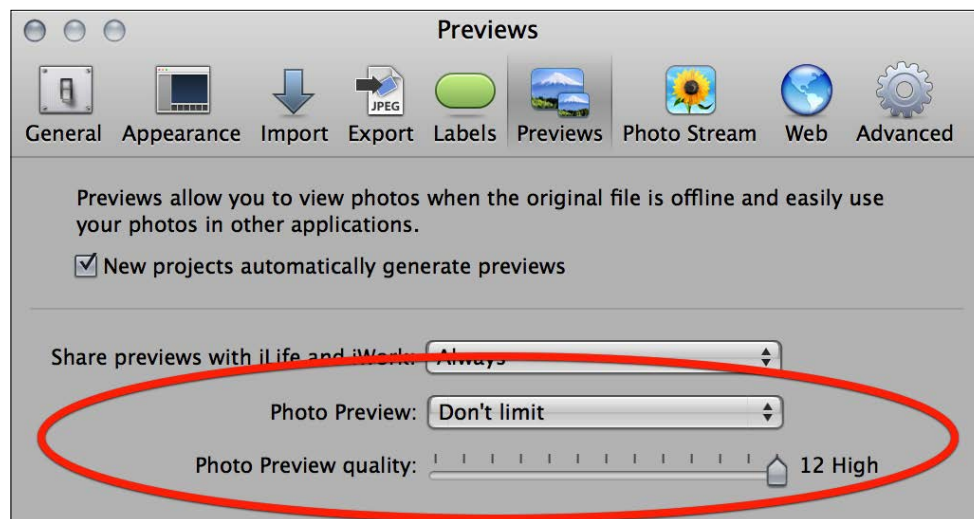 Previews
JPEG
General Appearance Import Export Labels Previews Photo Stream Web Advanced
Previews allow you to view photos when the original file is offline and easily use
your photos in other applications.
New projects automatically generate previews
Share previews with iLife and iWork: Always
Photo Preview: Don't limit
Photo Preview quality: 12 High